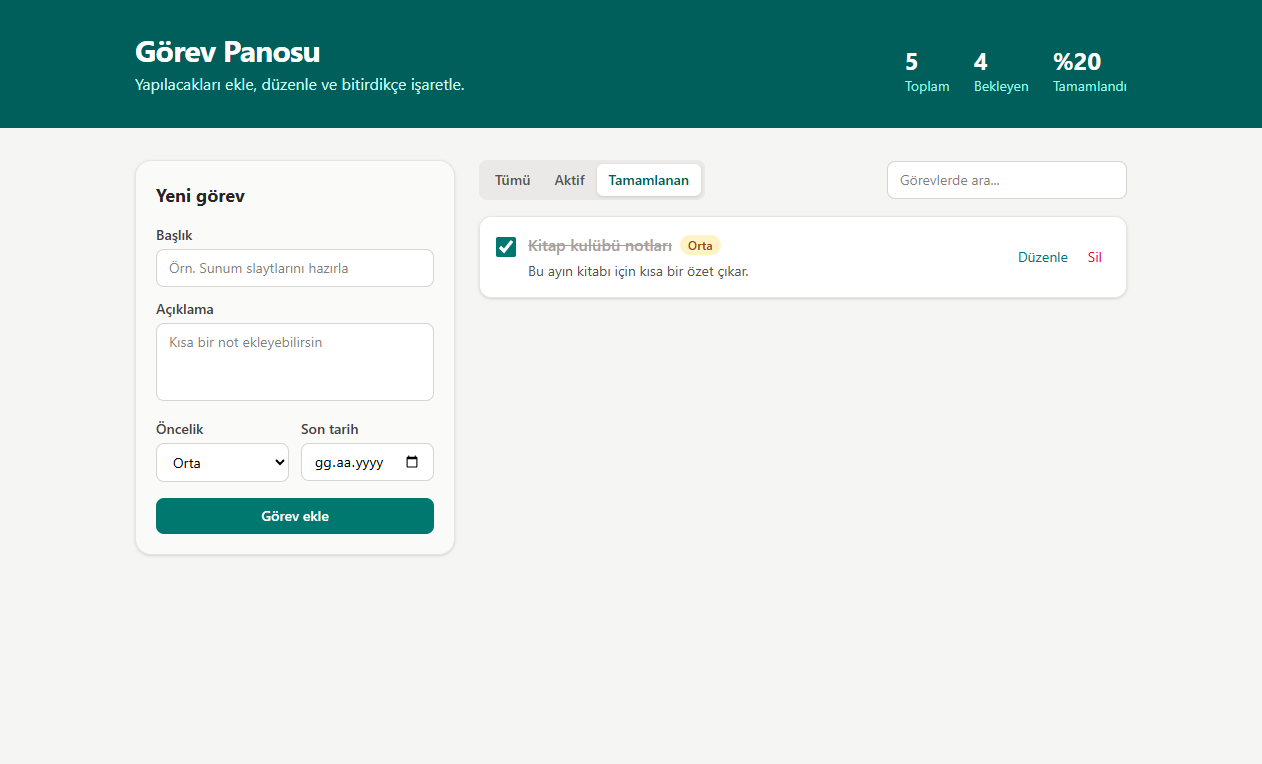 Görev Panosu
Yapılacakları ekle, düzenle ve bitirdikçe işaretle.
5
Toplam
4
Bekleyen
%20
Tamamlandı
Yeni görev
Başlık
Örn. Sunum slaytlarını hazırla
Açıklama
Kısa bir not ekleyebilirsin
Öncelik
Son tarih
Orta
gg.aa.yyyy
Görev ekle
Tümü
Aktif
Tamamlanan
Görevlerde ara...
Kitap kulübü notları
Orta
Bu ayın kitabı için kısa bir özet çıkar.
Düzenle
Sil